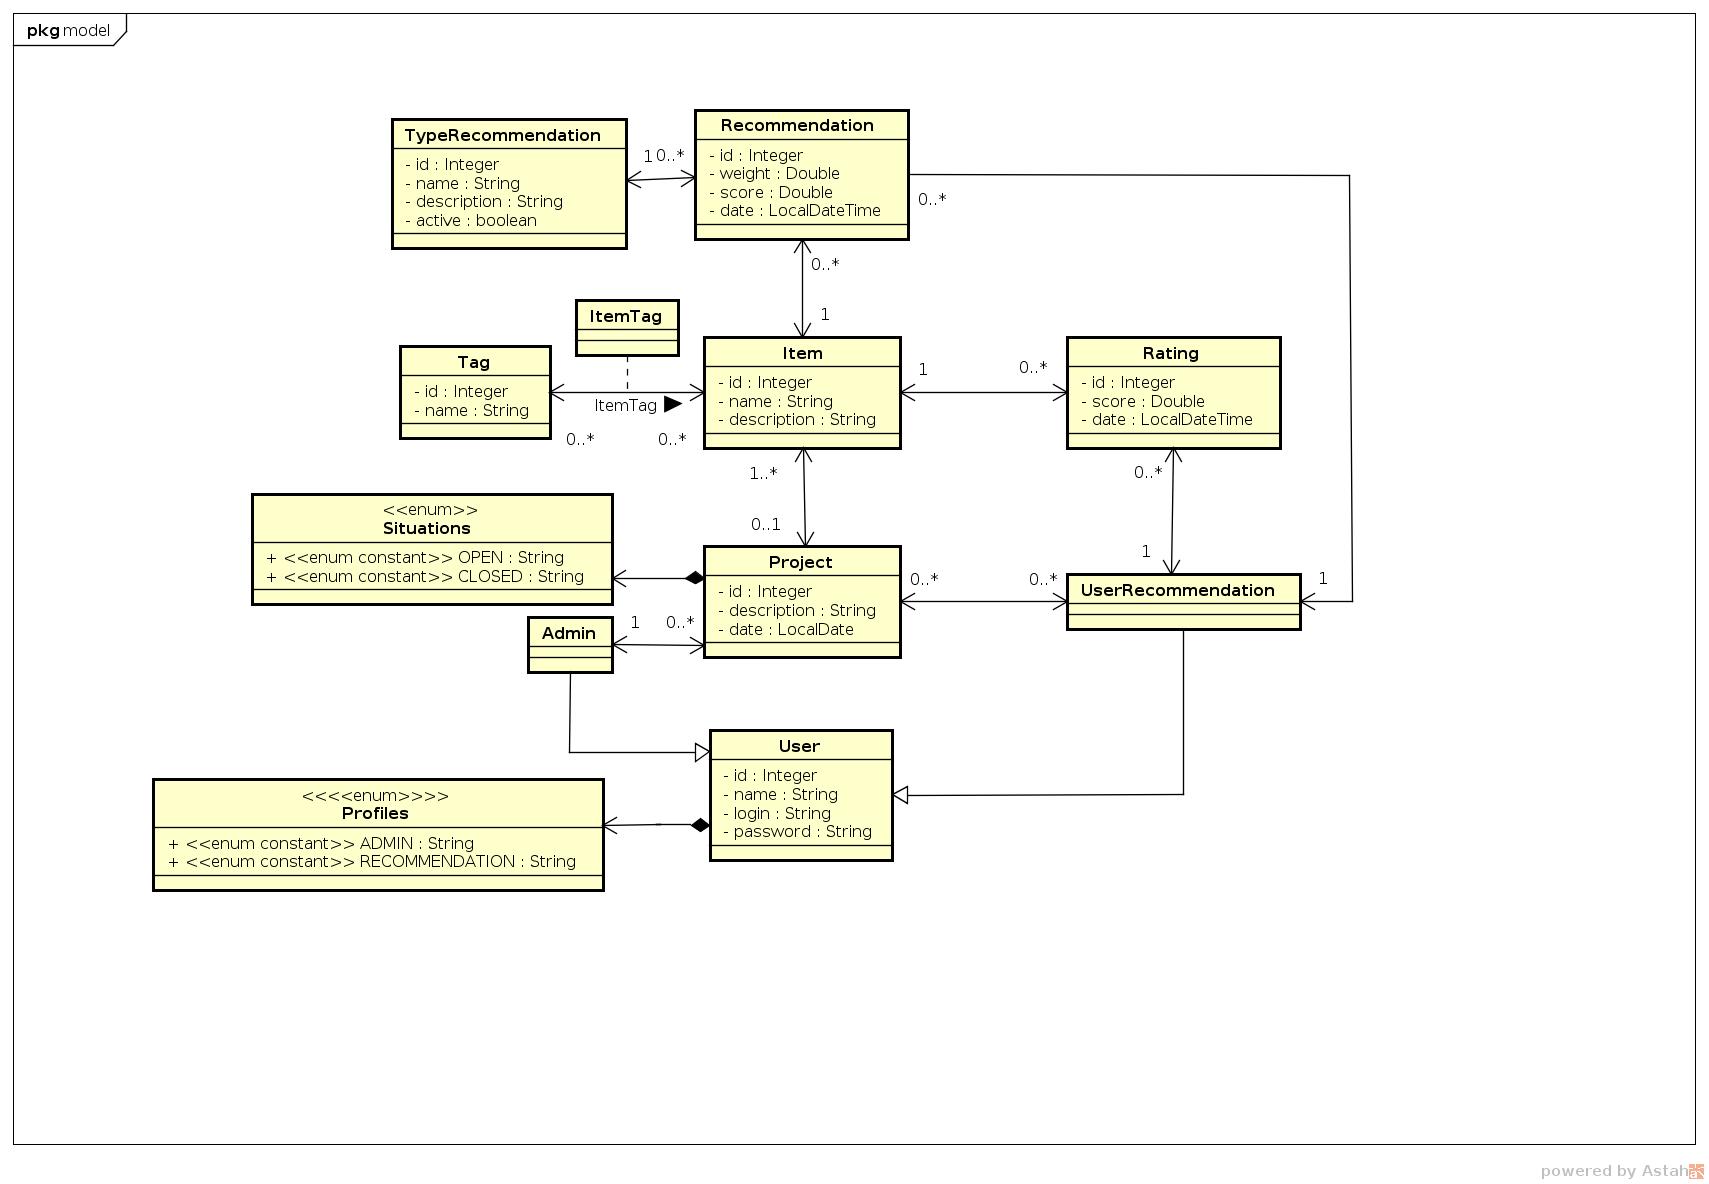 pkg model
TypeRecommendation
- id : Integer
- name : String
- description : String
- active : boolean
1
0..*
Recommendation
- id : Integer
- weight : Double
- score : Double
- date : LocalDateTime
0..*
0..*
1
ItemTag
Tag
- id : Integer
- name : String
ItemTag
0..*
0..*
Item
- id : Integer
- name : String
- description : String
1
0..*
Rating
- id : Integer
- score : Double
- date : LocalDateTime
1..*
0..1
0..*
1
<<enum>>
Situations
+ <<enum constant>> OPEN : String
+ <<enum constant>> CLOSED : String
Project
- id : Integer
- description : String
- date : LocalDate
0..*
0..*
1
UserRecommendation
Admin
1
0..*
User
- id : Integer
- name : String
- login : String
- password : String
<<<<enum>>>>
Profiles
+ <<enum constant>> ADMIN : String
+ <<enum constant>> RECOMMENDATION : String
powered by Astah